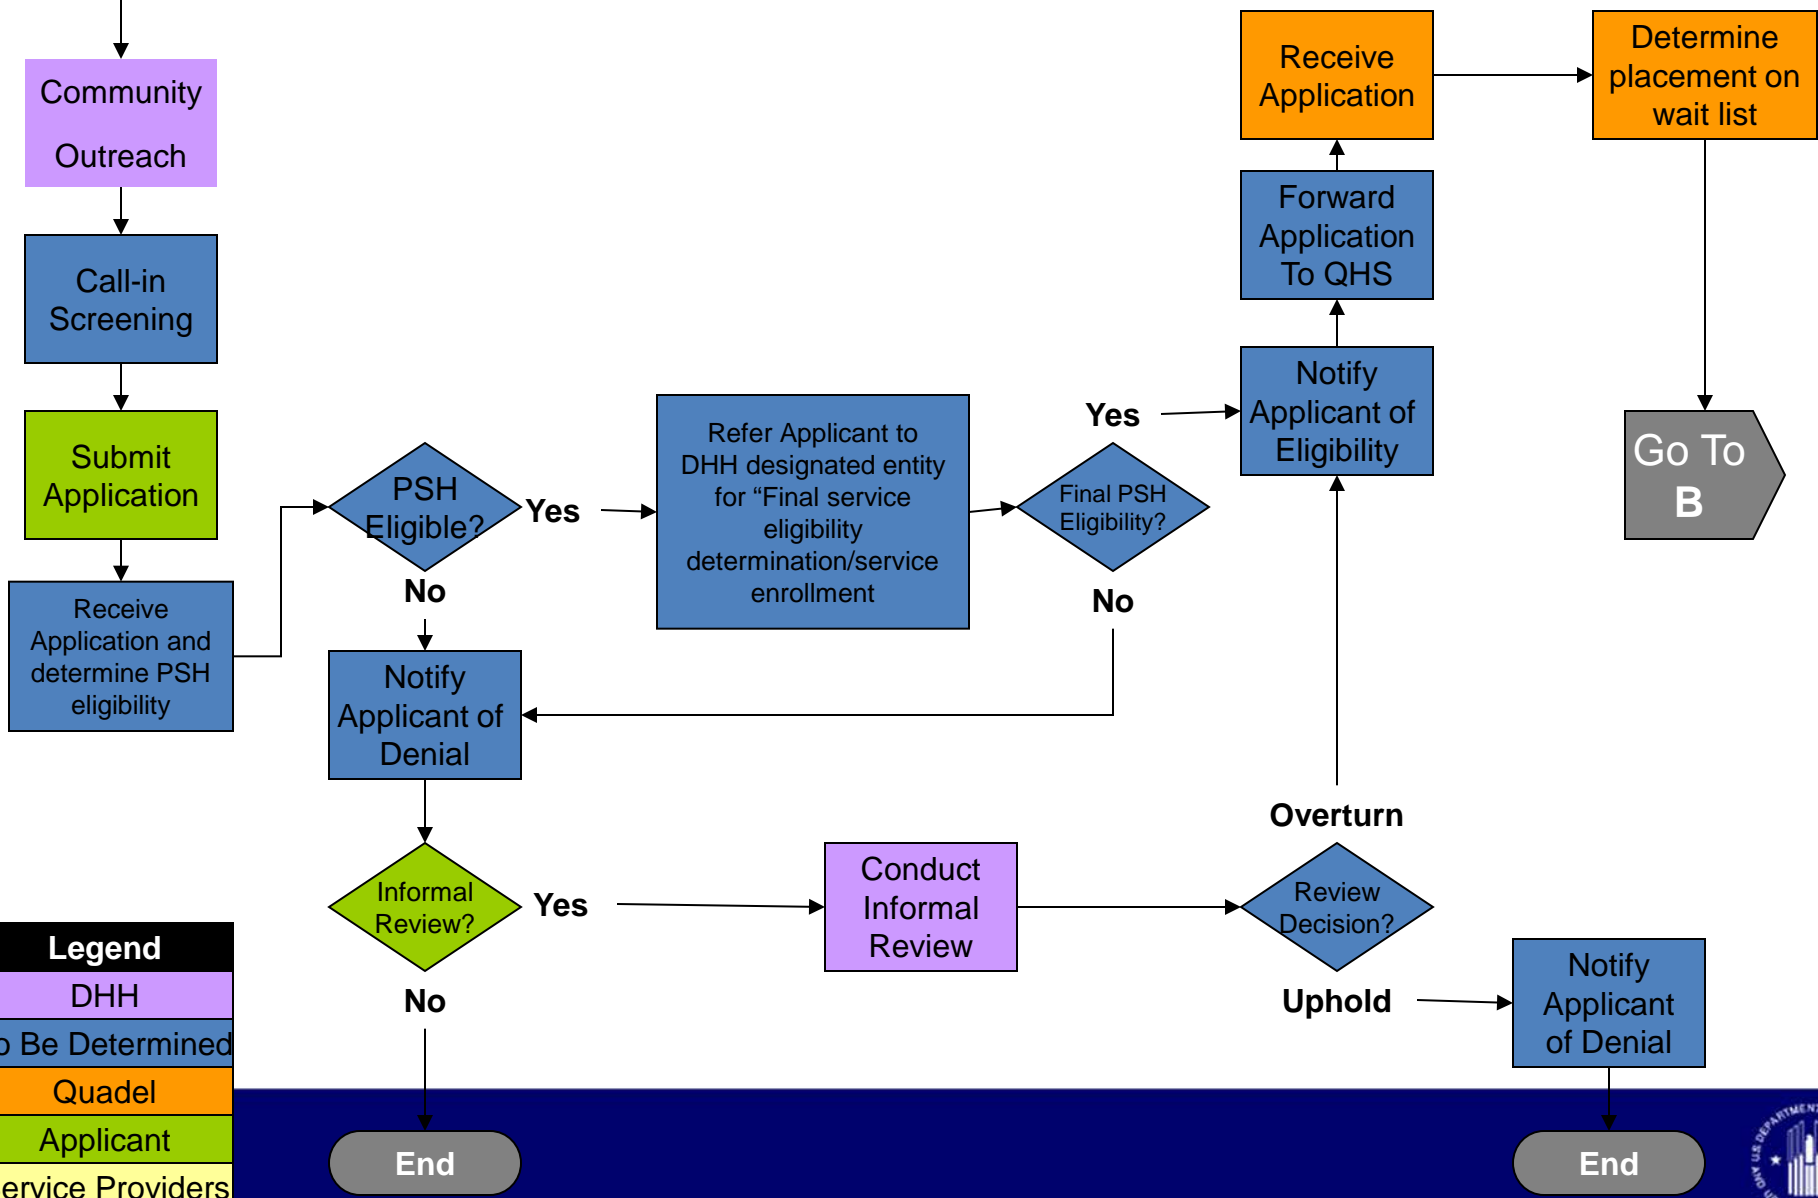 Community
Outreach
Call-in
Screening
Submit
Application
Receive
Application and
determine PSH
eligibility
PSH
Eligible?
Yes
No
Refer Applicant to
DHH designated entity
for “Final service
eligibility
determination/service
enrollment
Final PSH
Eligibility?
Yes
No
Notify
Applicant of
Eligibility
Forward
Application
To QHS
Receive
Application
Determine
placement on
wait list
Go To
B
Notify
Applicant of
Denial
Informal
Review?
Yes
No
Conduct
Informal
Review
Review
Decision?
Overturn
Uphold
Notify
Applicant
of Denial
End
End
Legend
DHH
o Be Determined
Quadel
Applicant
ervice Providers
U.S. DEPARTMENT